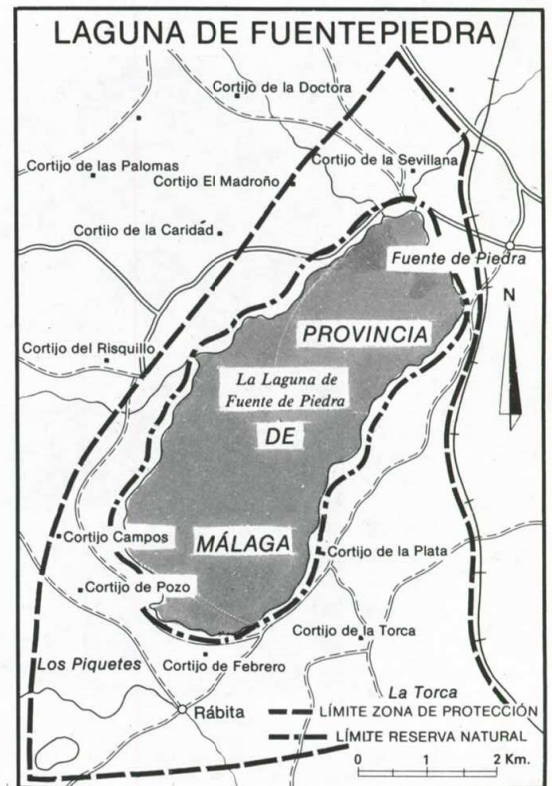 LAGUNA DE FUENTEPIEDRA
Cortijo de la Doctora
Cortijo de las Palomas
Cortijo de la Sevillana
Cortijo El Madroño
Cortijo de la Caridad
Fuente de Piedra
N
PROVINCIA
Cortijo del Risquillo
La Laguna de
Fuente de Piedra
DE
Cortijo Campos
MÁLAGA
Cortijo de la Plata
Cortijo de Pozo
Cortijo de la Torca
Los Piquetes
Cortijo de Febrero
La Torca
Rábita
LÍMITE ZONA DE PROTECCIÓN
LÍMITE RESERVA NATURAL
0 1 2 Km.